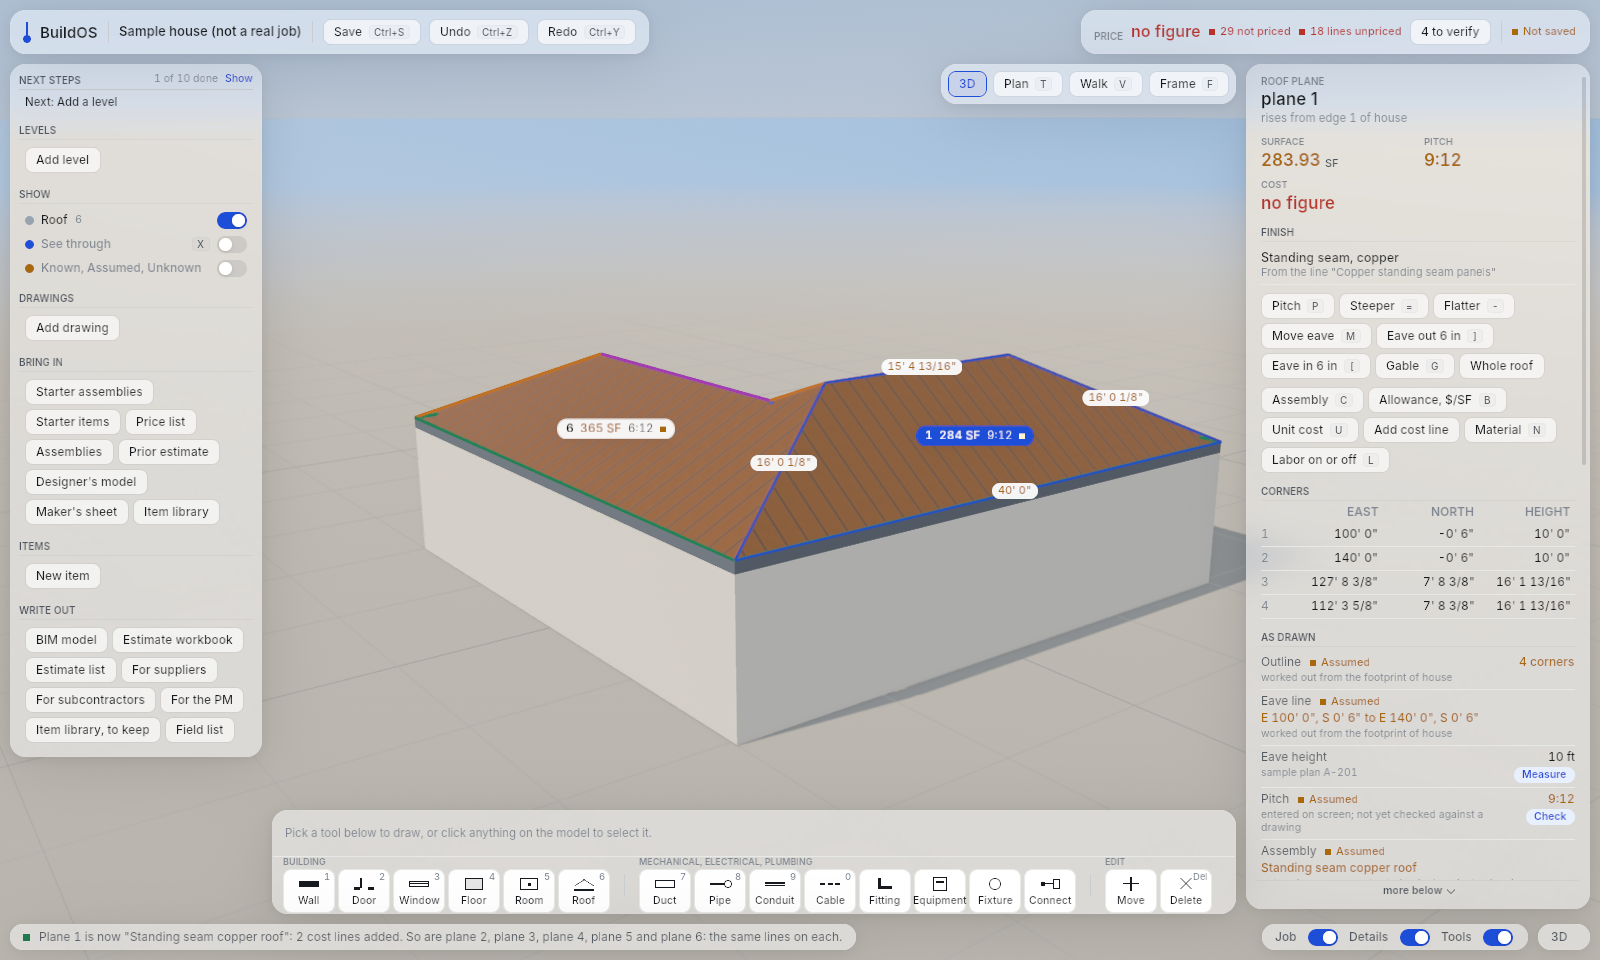 BuildOS
Sample house (not a real job)
Save Ctrl+S
Undo Ctrl+Z
Redo Ctrl+Y
PRICE no figure 29 not priced 18 lines unpriced 4 to verify Not saved
NEXT STEPS 1 of 10 done Show
Next: Add a level
LEVELS
Add level
SHOW
Roof 6
See through X
Known, Assumed, Unknown
DRAWINGS
Add drawing
BRING IN
Starter assemblies
Starter items Price list
Assemblies Prior estimate
Designer's model
Maker's sheet Item library
ITEMS
New item
WRITE OUT
BIM model Estimate workbook
Estimate list For suppliers
For subcontractors For the PM
Item library, to keep Field list
3D Plan T Walk V Frame F
15' 4 13/16"
16' 0 1/8"
6 365 SF 6:12
1 284 SF 9:12
16' 0 1/8"
40' 0"
ROOF PLANE
plane 1
rises from edge 1 of house
SURFACE PITCH
283.93 SF 9:12
COST
no figure
FINISH
Standing seam, copper
From the line "Copper standing seam panels"
Pitch P Steeper = Flatter -
Move eave M Eave out 6 in ]
Eave in 6 in [ Gable G Whole roof
Assembly C Allowance, $/SF B
Unit cost U Add cost line Material N
Labor on or off L
CORNERS
EAST NORTH HEIGHT
1 100' 0" -0' 6" 10' 0"
2 140' 0" -0' 6" 10' 0"
3 127' 8 3/8" 7' 8 3/8" 16' 1 13/16"
4 112' 3 5/8" 7' 8 3/8" 16' 1 13/16"
AS DRAWN
Outline Assumed 4 corners
worked out from the footprint of house
Eave line Assumed
E 100' 0", S 0' 6" to E 140' 0", S 0' 6"
worked out from the footprint of house
Eave height 10 ft
sample plan A-201 Measure
Pitch Assumed 9:12
entered on screen; not yet checked against a Check
drawing
Assembly Assumed
Standing seam copper roof
more below
Pick a tool below to draw, or click anything on the model to select it.
BUILDING MECHANICAL, ELECTRICAL, PLUMBING EDIT
1 2 3 4 5 6 7 8 9 0 Del
Wall Door Window Floor Room Roof Duct Pipe Conduit Cable Fitting Equipment Fixture Connect Move Delete
Plane 1 is now "Standing seam copper roof": 2 cost lines added. So are plane 2, plane 3, plane 4, plane 5 and plane 6: the same lines on each.
Job Details Tools 3D